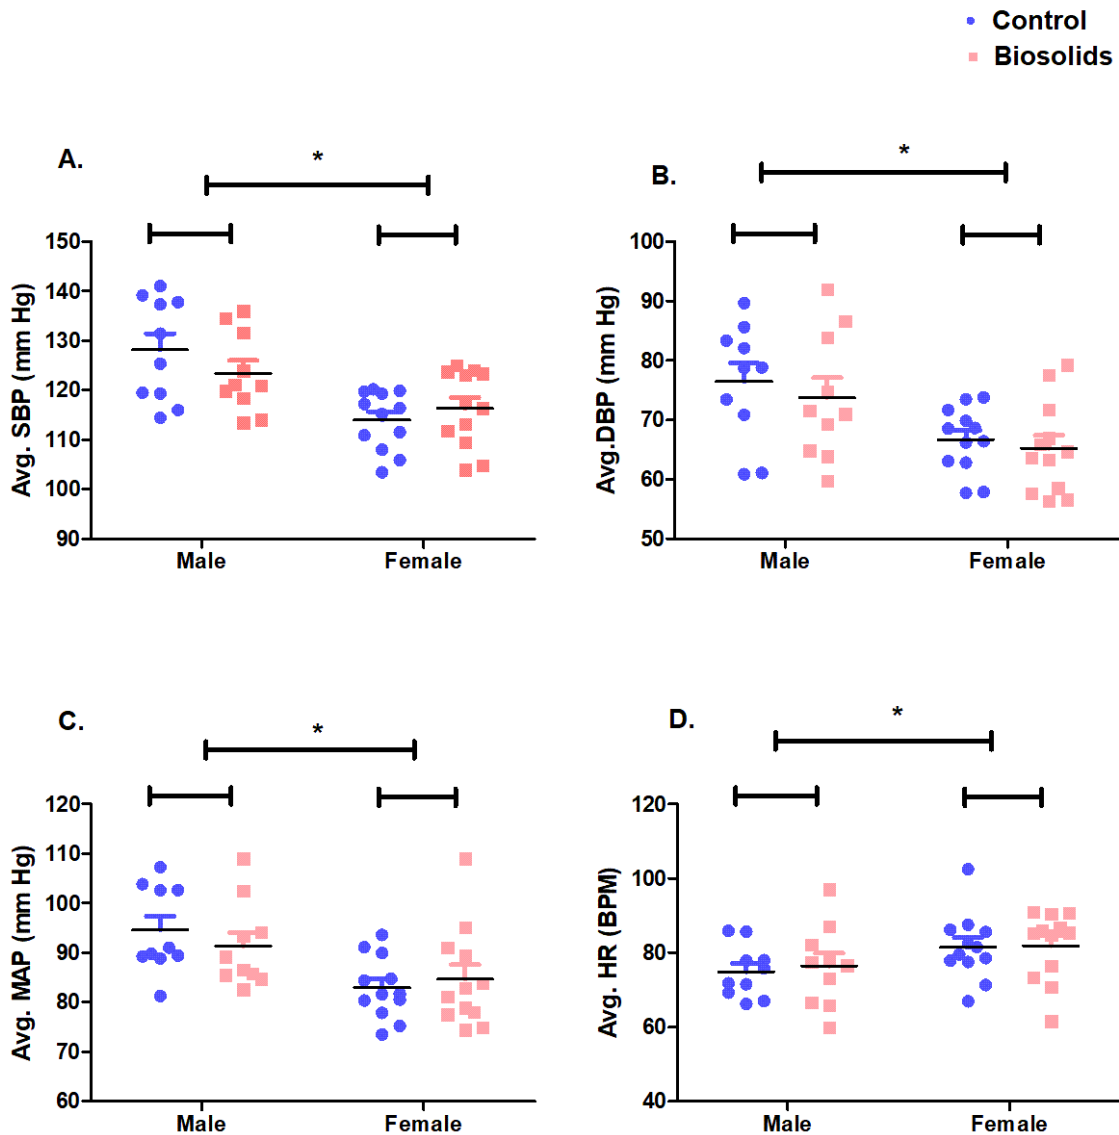 Control
Biosolids
A.
*
B.
*
Avg. SBP (mm Hg)
150
140
130
120
110
100
90
Male
Female
Avg.DBP (mm Hg)
100
90
80
70
60
50
Male
Female
C.
*
D.
*
Avg. MAP (mm Hg)
120
110
100
90
80
70
60
Male
Female
Avg. HR (BPM)
120
100
80
60
40
Male
Female